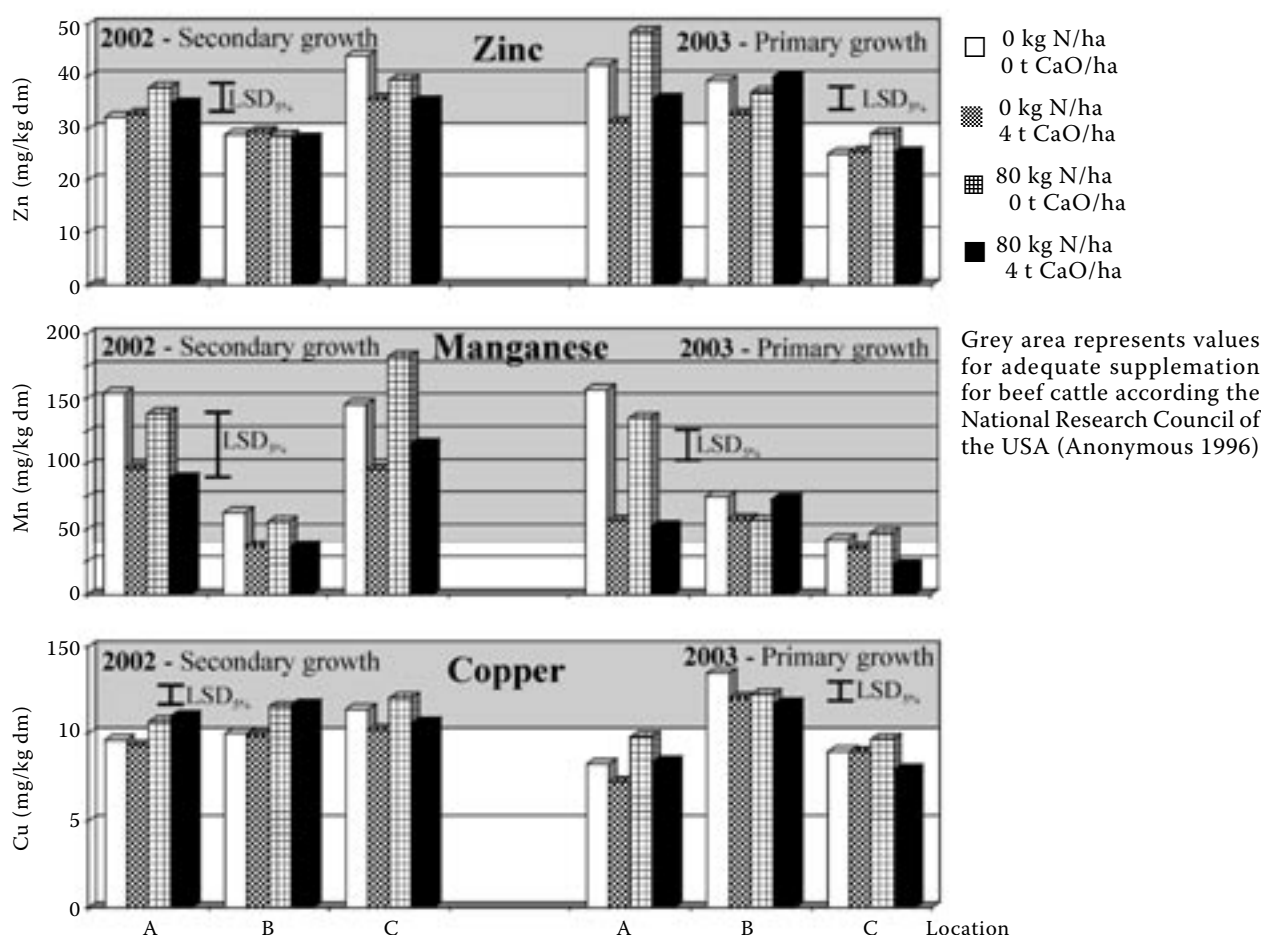 2002 - Secondary growth
Zinc
2003 - Primary growth
Zn (mg/kg dm)
50
40
30
20
10
0
LSD5%
LSD5%
0 kg N/ha
0 t CaO/ha
0 kg N/ha
4 t CaO/ha
80 kg N/ha
0 t CaO/ha
80 kg N/ha
4 t CaO/ha
2002 - Secondary growth
Manganese
2003 - Primary growth
Mn (mg/kg dm)
200
150
100
50
0
LSD5%
LSD5%
Grey area represents values
for adequate supplemation
for beef cattle according the
National Research Council of
the USA (Anonymous 1996)
2002 - Secondary growth
Copper
2003 - Primary growth
Cu (mg/kg dm)
150
10
5
0
LSD5%
LSD5%
A B C A B C Location